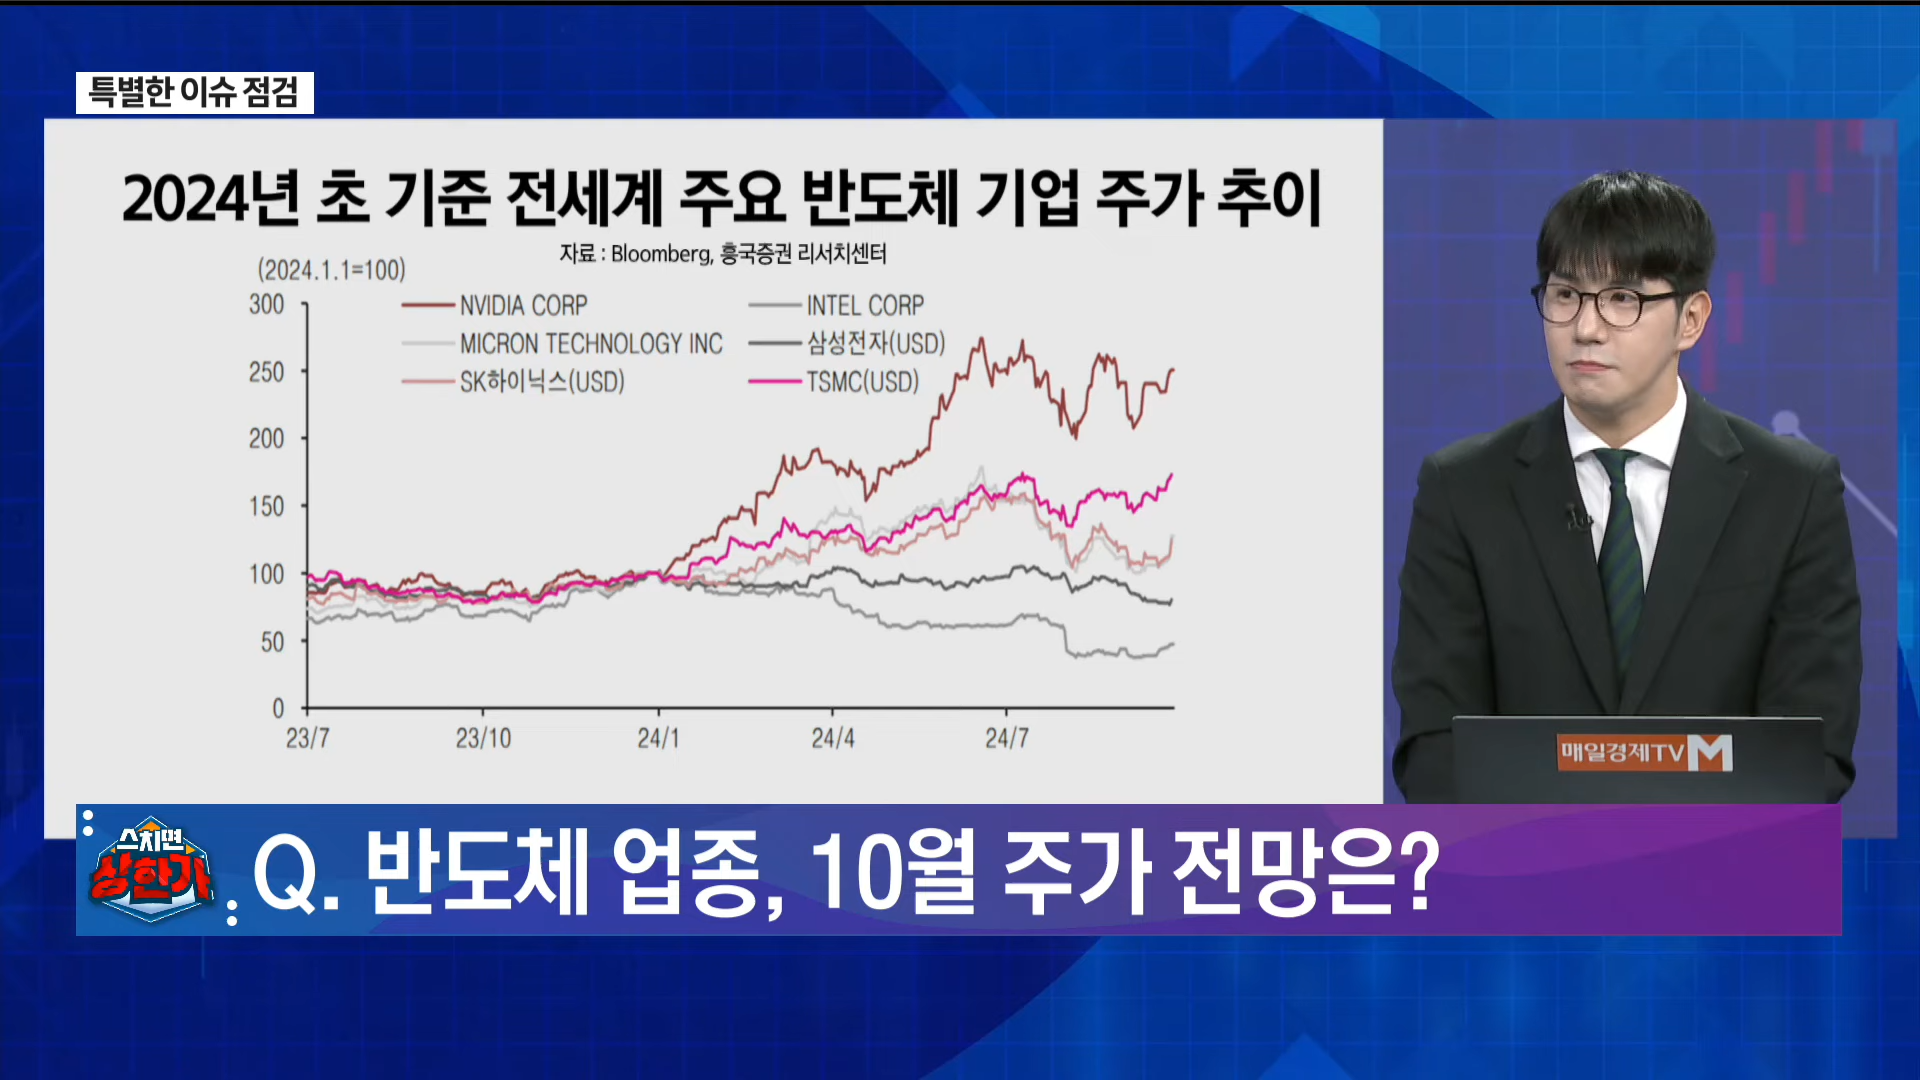 특별한 이슈 점검
2024년 초 기준 전세계 주요 반도체 기업 주가 추이
자료 : Bloomberg, 흥국증권 리서치센터
(2024.1.1=100)
NVIDIA CORP
INTEL CORP
MICRON TECHNOLOGY INC
삼성전자(USD)
SK하이닉스(USD)
TSMC(USD)
300
250
200
150
100
50
0
23/7 23/10 24/1 24/4 24/7
매일경제TV M
스치면
상한가
Q. 반도체 업종, 10월 주가 전망은?